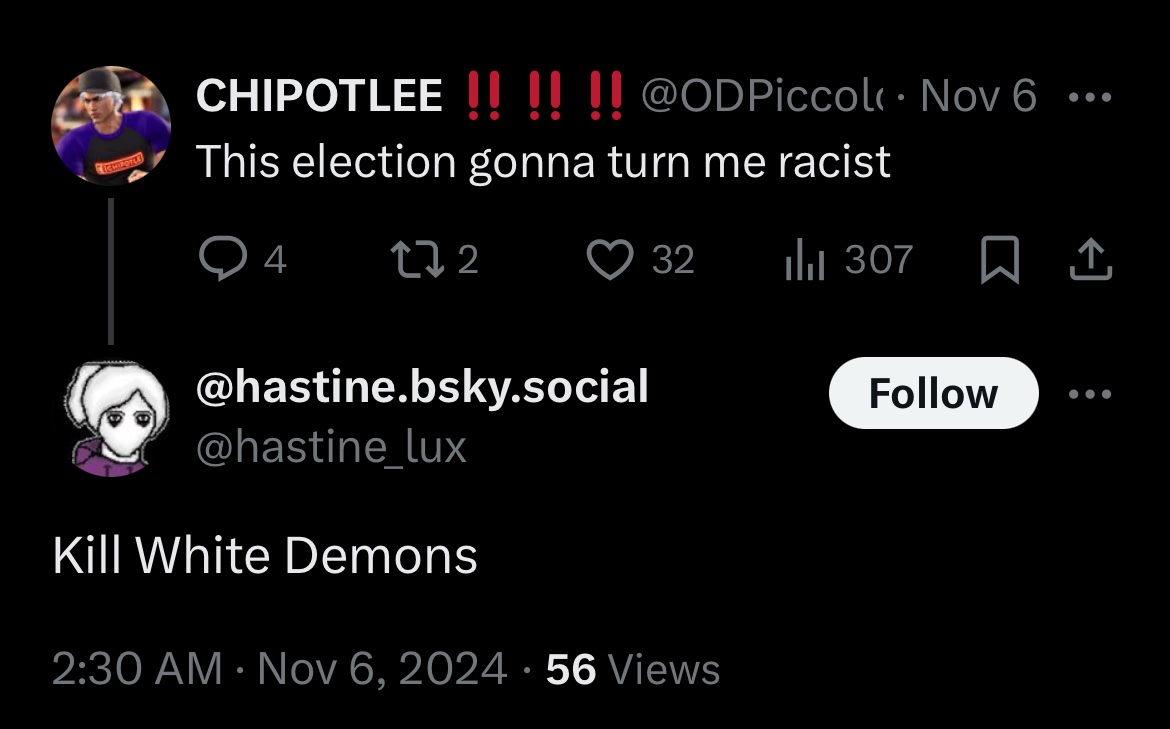 CHIPOTLEE ‼️ ‼️ ‼️ @ODPiccol · Nov 6
This election gonna turn me racist
4 2 32 307
@hastine.bsky.social Follow
@hastine_lux
Kill White Demons
2:30 AM · Nov 6, 2024 · 56 Views
CHIPOTLE